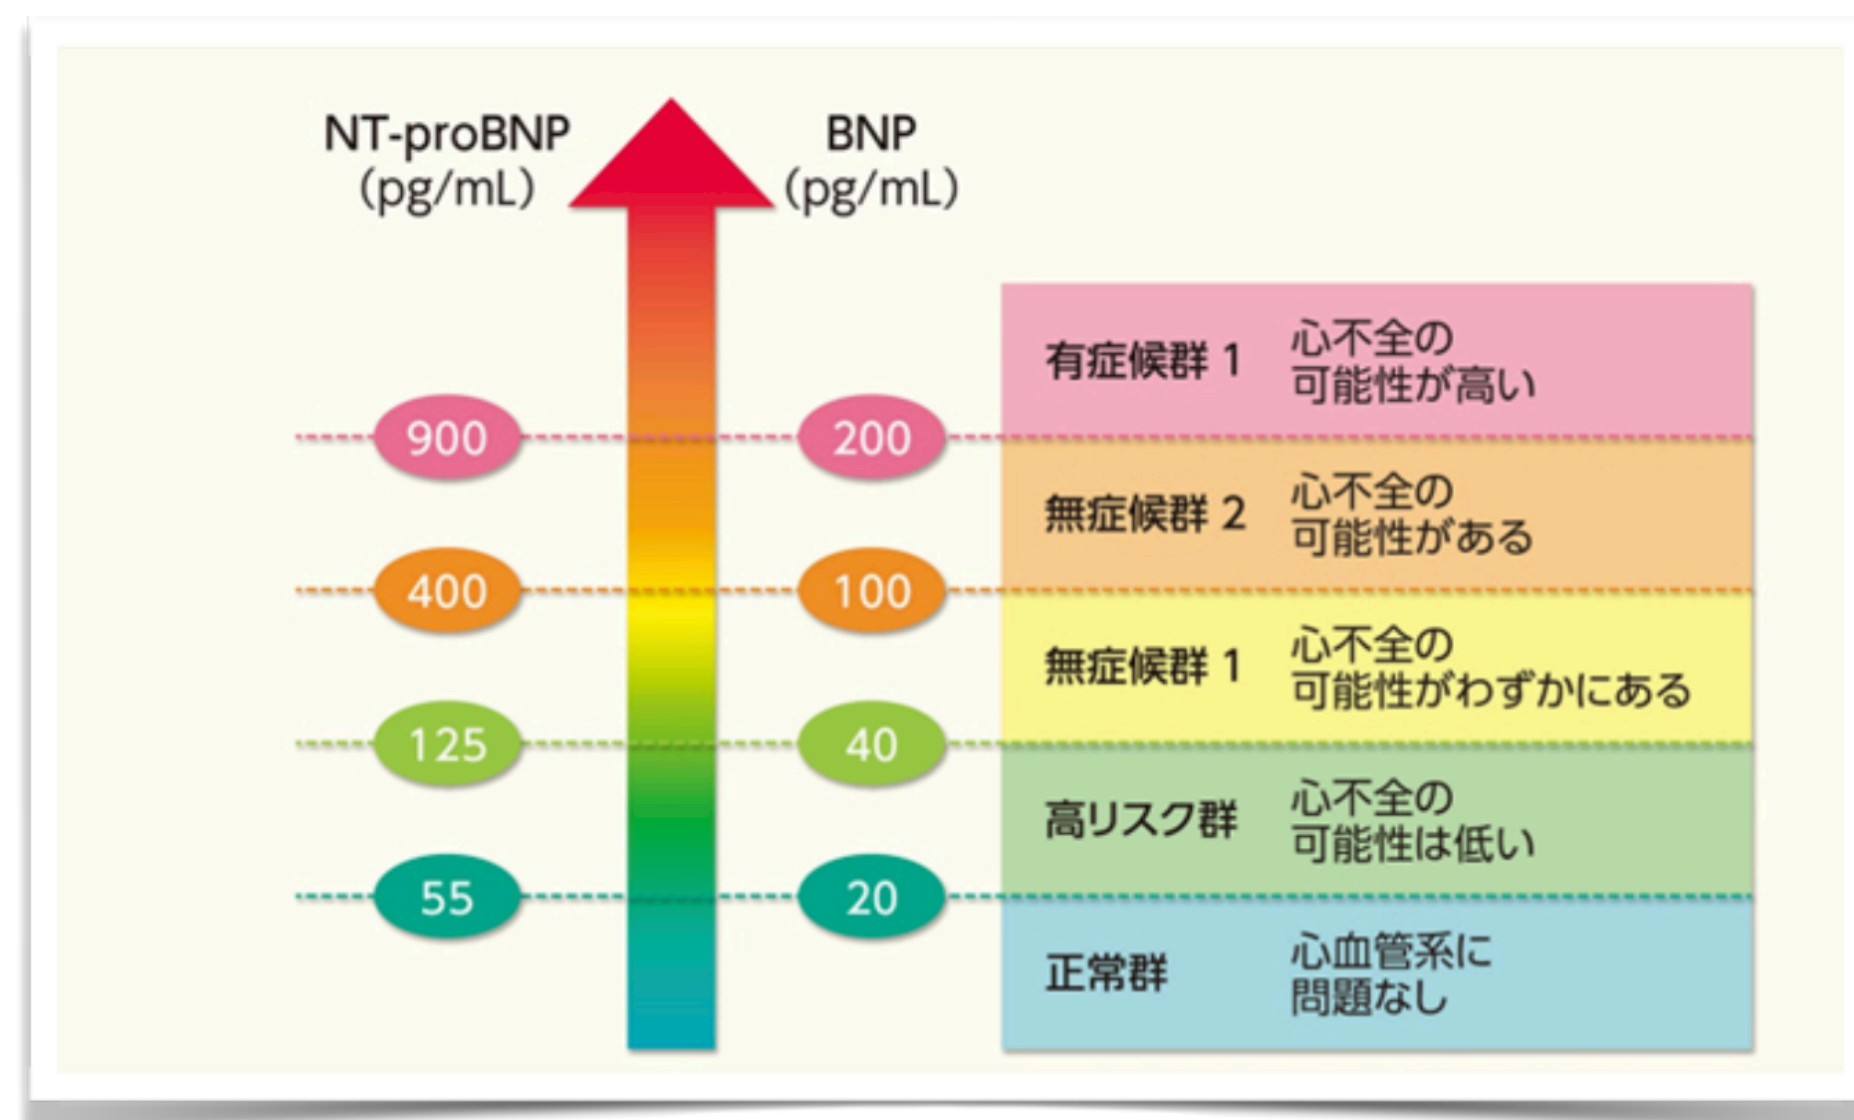 NT-proBNP
(pg/mL)
BNP
(pg/mL)
有症候群 1
心不全の
可能性が高い
900
200
無症候群 2
心不全の
可能性がある
400
100
無症候群 1
心不全の
可能性がわずかにある
125
40
高リスク群
心不全の
可能性は低い
55
20
正常群
心血管系に
問題なし